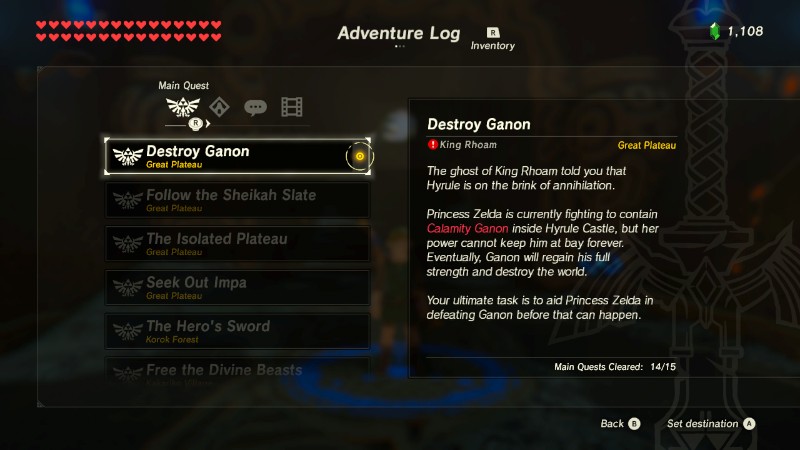 Adventure Log
R
Inventory
1,108
Main Quest
R
Destroy Ganon
Great Plateau
Follow the Sheikah Slate
Great Plateau
The Isolated Plateau
Great Plateau
Seek Out Impa
Great Plateau
The Hero's Sword
Korok Forest
Free the Divine Beasts
Destroy Ganon
King Rhoam
Great Plateau
The ghost of King Rhoam told you that
Hyrule is on the brink of annihilation.
Princess Zelda is currently fighting to contain
Calamity Ganon inside Hyrule Castle, but her
power cannot keep him at bay forever.
Eventually, Ganon will regain his full
strength and destroy the world.
Your ultimate task is to aid Princess Zelda in
defeating Ganon before that can happen.
Main Quests Cleared: 14/15
Back B
Set destination A